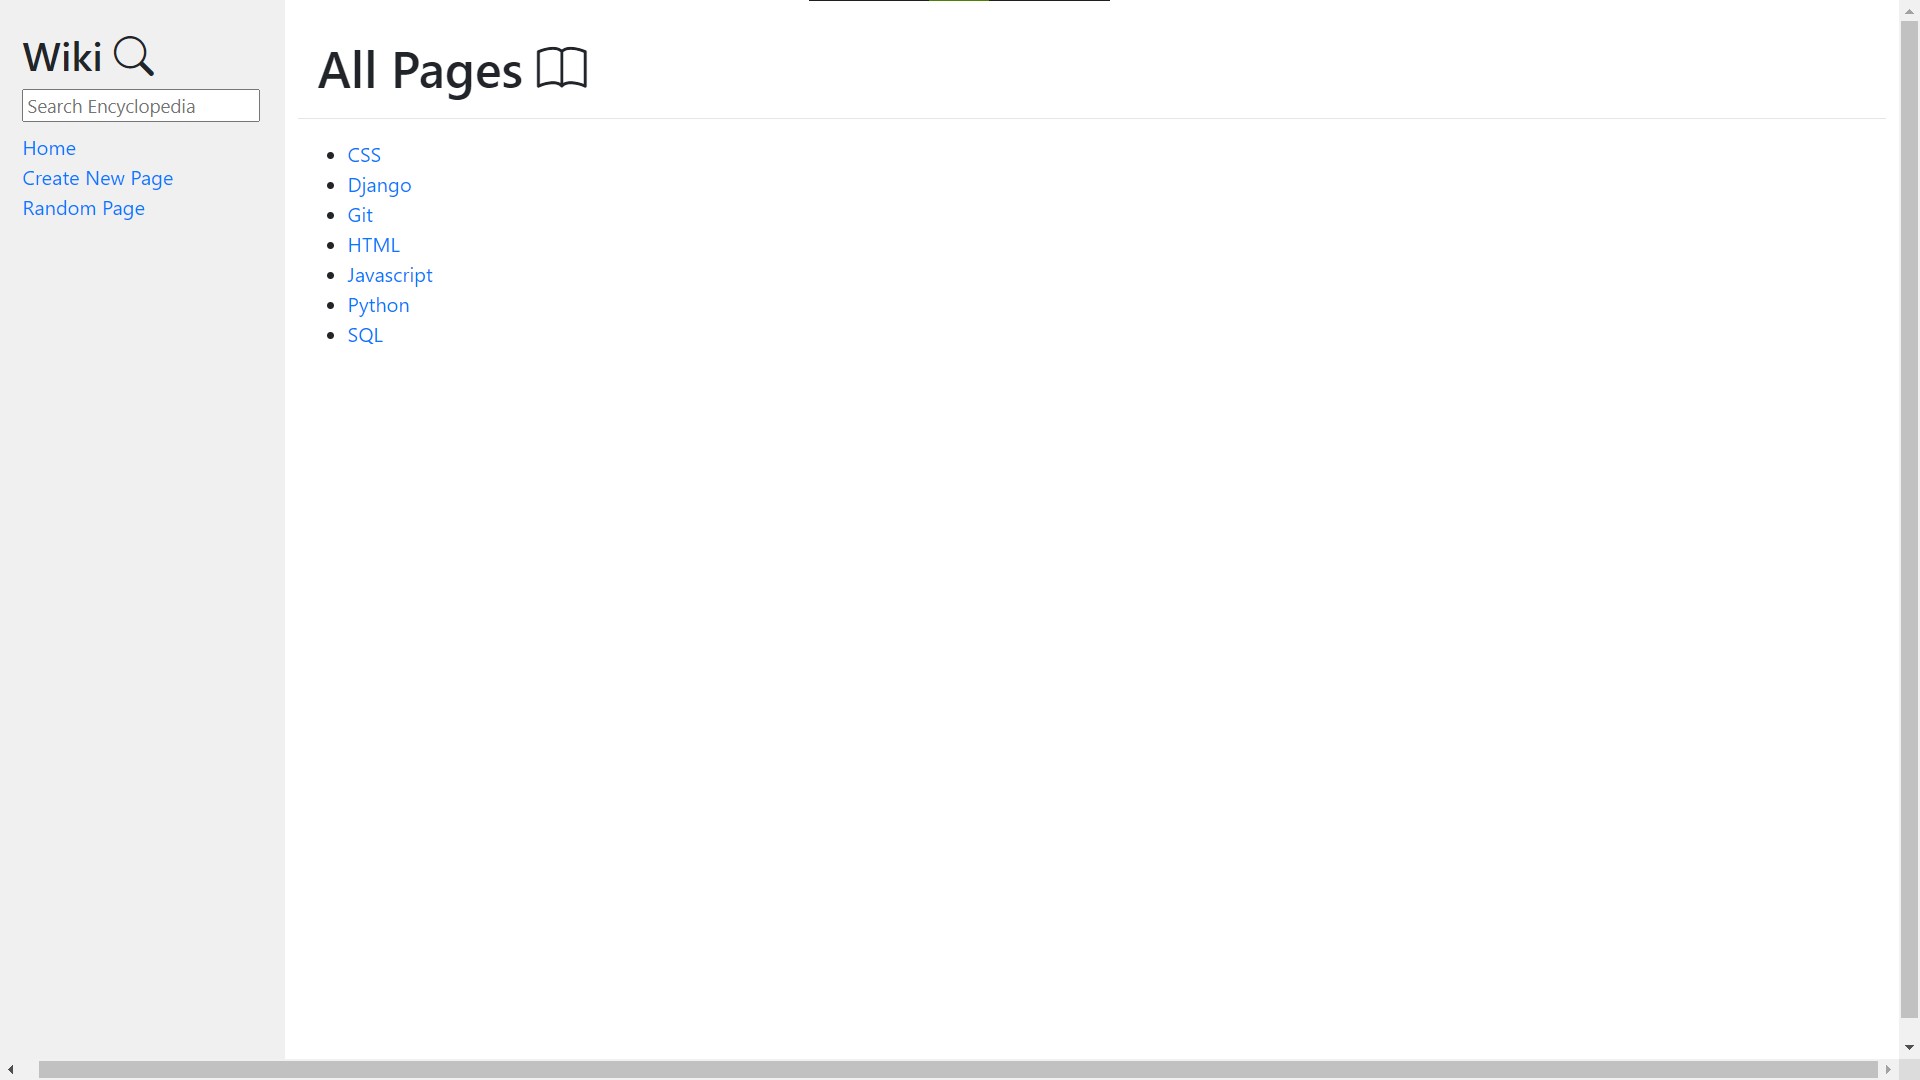 Wiki
Search Encyclopedia
Home
Create New Page
Random Page
All Pages
CSS
Django
Git
HTML
Javascript
Python
SQL